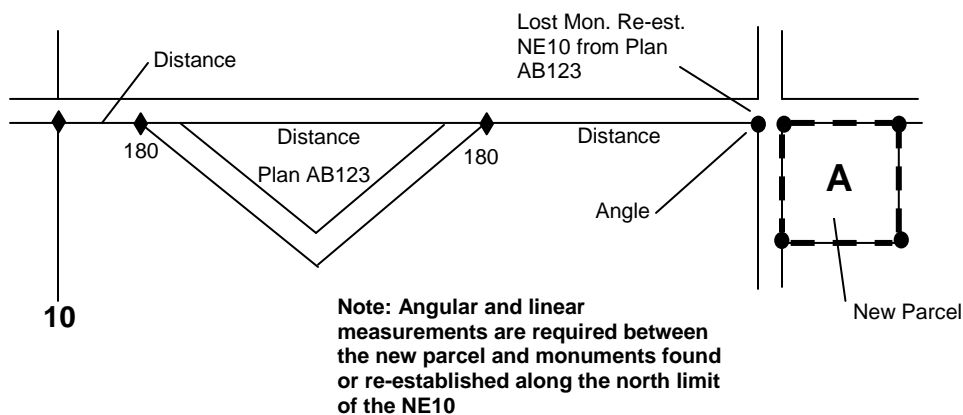 Lost Mon. Re-est.
NE10 from Plan
AB123
Distance
Distance
Distance
180
180
Plan AB123
A
Angle
10
New Parcel
Note: Angular and linear
measurements are required between
the new parcel and monuments found
or re-established along the north limit
of the NE10